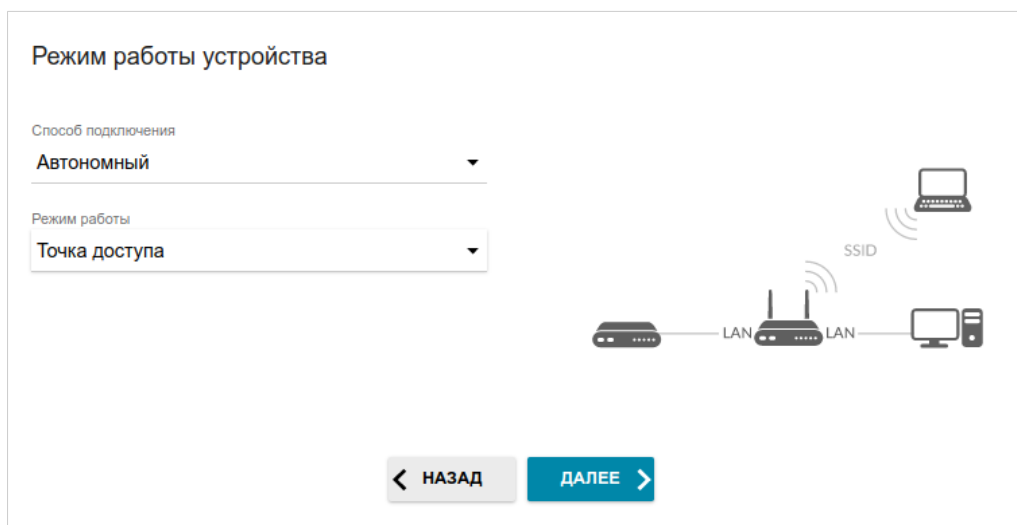 Режим работы устройства
Способ подключения
Автономный
Режим работы
Точка доступа
SSID
LAN LAN
НАЗАД ДАЛЕЕ